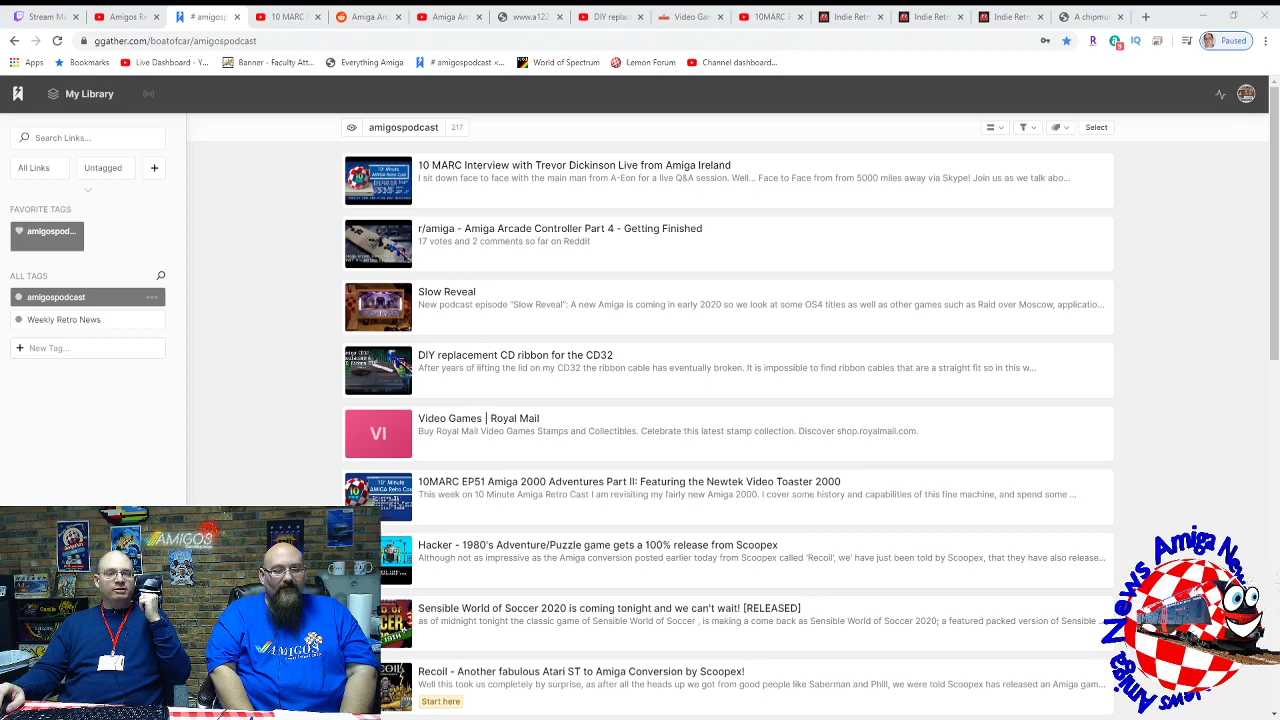 Stream Ma
Youtube Re
# amigosp
10 MARC E
Amiga Arc
Amiga Arc
www.a122
DIY replac
Video Gam
10MARC E
Indie Retr
Indie Retr
Indie Retr
A chipmu
ggather.com/boatofcar/amigospodcast
Paused
Apps
Bookmarks
Live Dashboard - Y...
Banner - Faculty Att...
Everything Amiga
# amigospodcast x...
World of Spectrum
Lemon Forum
Channel dashboard...
My Library
Search Links...
amigospodcast 217
Select
All Links
Untagged
FAVORITE TAGS
amigospod...
ALL TAGS
amigospodcast
Weekly Retro News
New Tag...
10 MARC Interview with Trevor Dickinson Live from Amiga Ireland
I sit down face to face with the main man from A-Eon for a live Q&A session. Well... Face to Face from from 5000 miles away via Skype! Join us as we talk abo...
r/amiga - Amiga Arcade Controller Part 4 - Getting Finished
17 votes and 2 comments so far on Reddit
Slow Reveal
New podcast episode "Slow Reveal": A new Amiga is coming in early 2020 so we look at some OS4 titles as well as other games such as Raid over Moscow, applicatio...
DIY replacement CD ribbon for the CD32
After years of lifting the lid on my CD32 the ribbon cable has eventually broken. It is impossible to find ribbon cables that are a straight fit so in this w...
VI
Video Games | Royal Mail
Buy Royal Mail Video Games Stamps and Collectibles. Celebrate this latest stamp collection. Discover shop.royalmail.com.
10MARC EP51 Amiga 2000 Adventures Part II: Featuring the Newtek Video Toaster 2000
This week on 10 Minute Amiga Retro Cast I am revisiting my fairly new Amiga 2000. I cover some history and capabilities of this fine machine, and spend some ...
Hacker - 1980's Adventure/Puzzle game gets a 100% release from Scoopex
Although not as impressive as the Amiga conversion posted earlier today from Scoopex called 'Recoil', we' have just been told by Scoopex, that they have also release...
Sensible World of Soccer 2020 is coming tonight and we can't wait! [RELEASED]
as of midnight tonight the classic game of Sensible World of Soccer , is making a come back as Sensible World of Soccer 2020; a featured packed version of Sensible ...
Recoil - Another fabulous Atari ST to Amiga Conversion by Scoopex!
Well this took us completely by surprise, as after all the heads up we got from good people like Saberman and Phill, we were told Scoopex has released an Amiga gam...
Start here
AMIGOS
AMIGOS
Amiga News
Amiga News